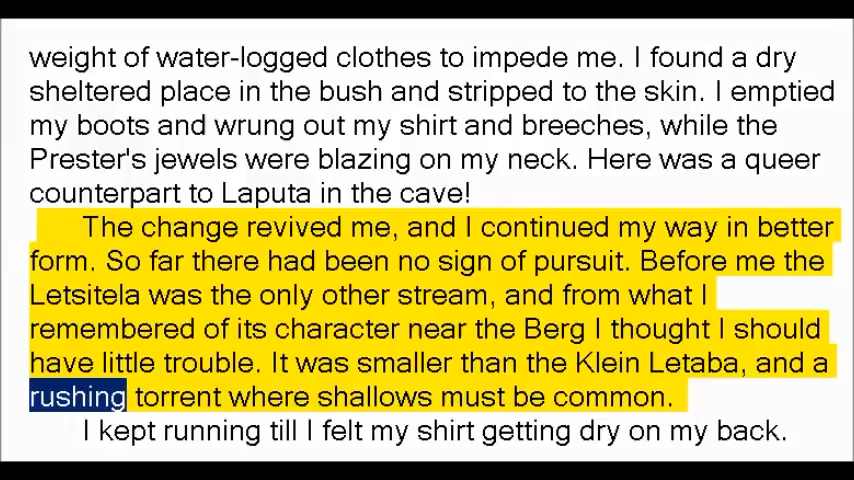 weight of water-logged clothes to impede me. I found a dry
sheltered place in the bush and stripped to the skin. I emptied
my boots and wrung out my shirt and breeches, while the
Prester's jewels were blazing on my neck. Here was a queer
counterpart to Laputa in the cave!
The change revived me, and I continued my way in better
form. So far there had been no sign of pursuit. Before me the
Letsitela was the only other stream, and from what I
remembered of its character near the Berg I thought I should
have little trouble. It was smaller than the Klein Letaba, and a
rushing torrent where shallows must be common.
I kept running till I felt my shirt getting dry on my back.